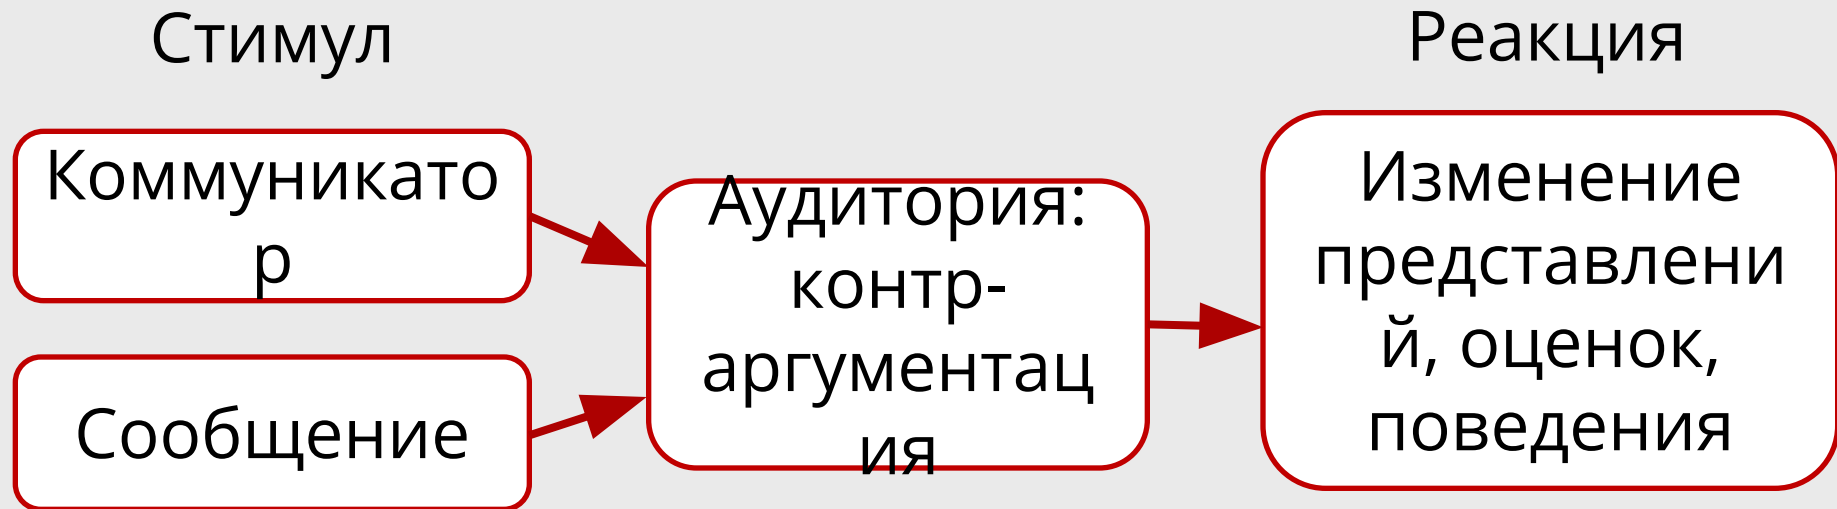 Стимул
Реакция
Коммуникато
р
Сообщение
Аудитория:
контр-
аргументац
ия
Изменение
представлени
й, оценок,
поведения